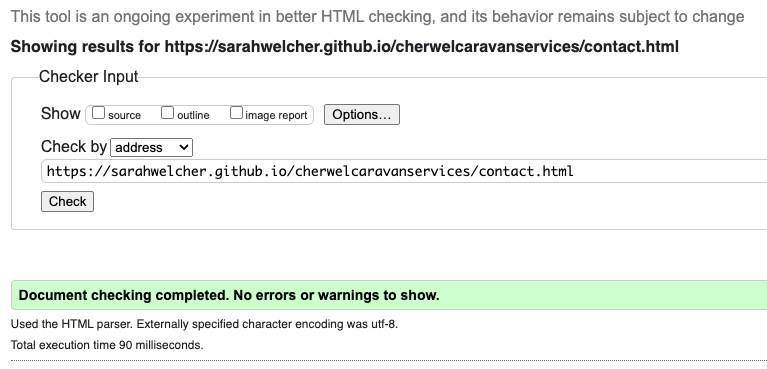 This tool is an ongoing experiment in better HTML checking, and its behavior remains subject to change
Showing results for https://sarahwelcher.github.io/cherwelcaravanservices/contact.html
Checker Input
Show source outline image report Options...
Check by address
https://sarahwelcher.github.io/cherwelcaravanservices/contact.html
Check
Document checking completed. No errors or warnings to show.
Used the HTML parser. Externally specified character encoding was utf-8.
Total execution time 90 milliseconds.